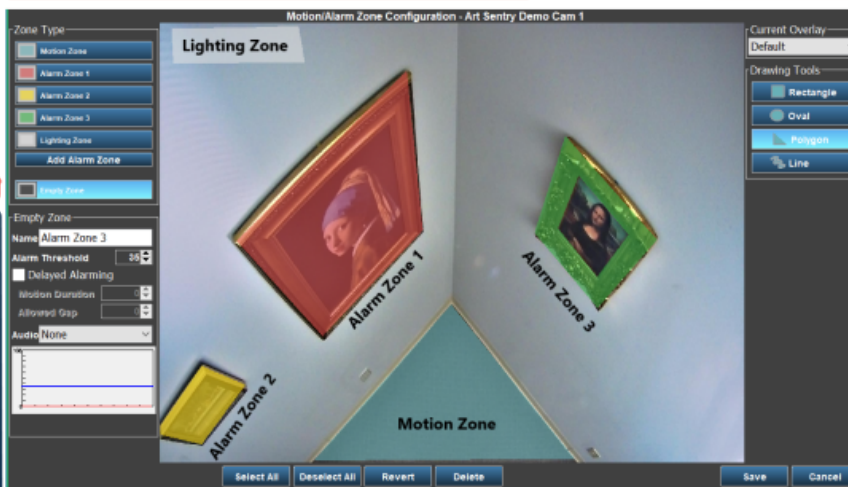 Motion/Alarm Zone Configuration - Art Sentry Demo Cam 1
Zone Type
Motion Zone
Alarm Zone 1
Alarm Zone 2
Alarm Zone 3
Lighting Zone
Add Alarm Zone
Empty Zone
Empty Zone
Name Alarm Zone 3
Alarm Threshold 35
Delayed Alarming
Motion Duration 0
Allowed Gap 0
Audio None
Lighting Zone
Alarm Zone 1
Alarm Zone 3
Alarm Zone 2
Motion Zone
Current Overlay
Default
Drawing Tools
Rectangle
Oval
Polygon
Line
Select All
Deselect All
Revert
Delete
Save
Cancel